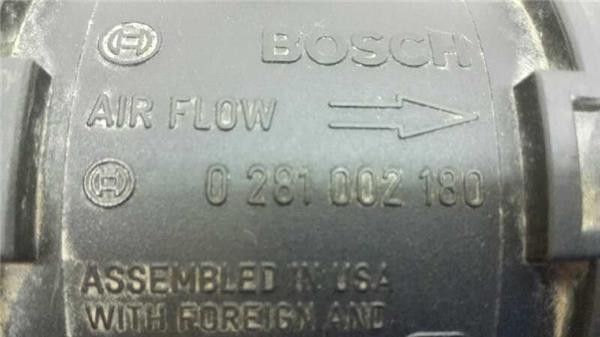 BOSCH
AIR FLOW
0 281 002 180
ASSEMBLED IN USA
WITH FOREIGN AND